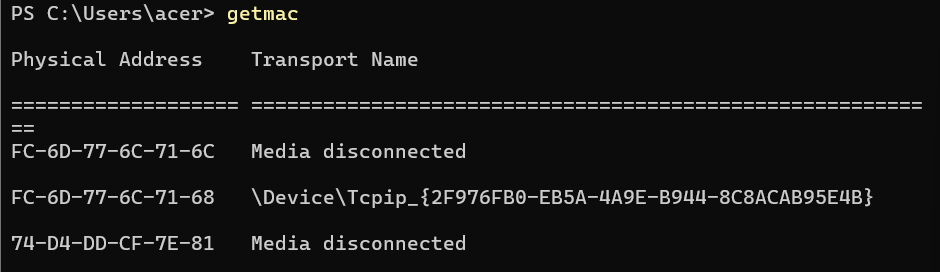 PS C:\Users\acer> getmac
Physical Address    Transport Name
=================== ========================================================
==
FC-6D-77-6C-71-6C   Media disconnected
FC-6D-77-6C-71-68   \Device\Tcpip_{2F976FB0-EB5A-4A9E-B944-8C8ACAB95E4B}
74-D4-DD-CF-7E-81   Media disconnected